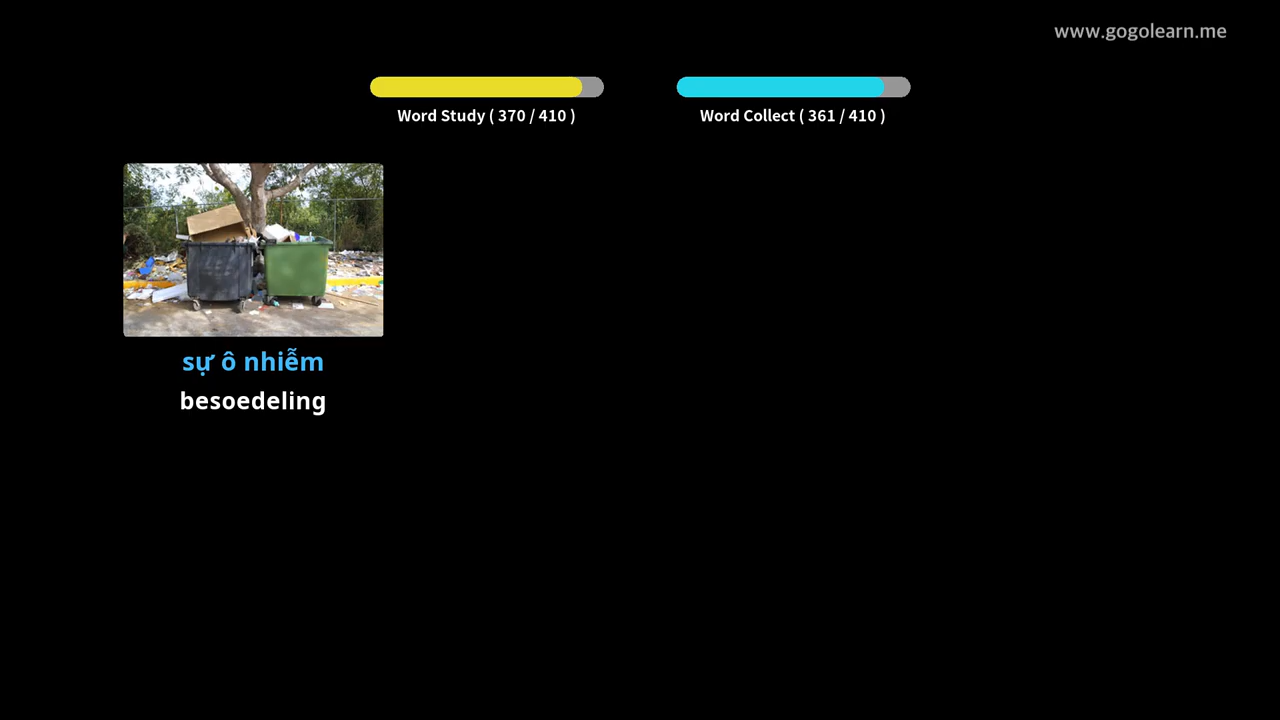 www.gogolearn.me
Word Study ( 370 / 410 )
Word Collect ( 361 / 410 )
sự ô nhiễm
besoedeling